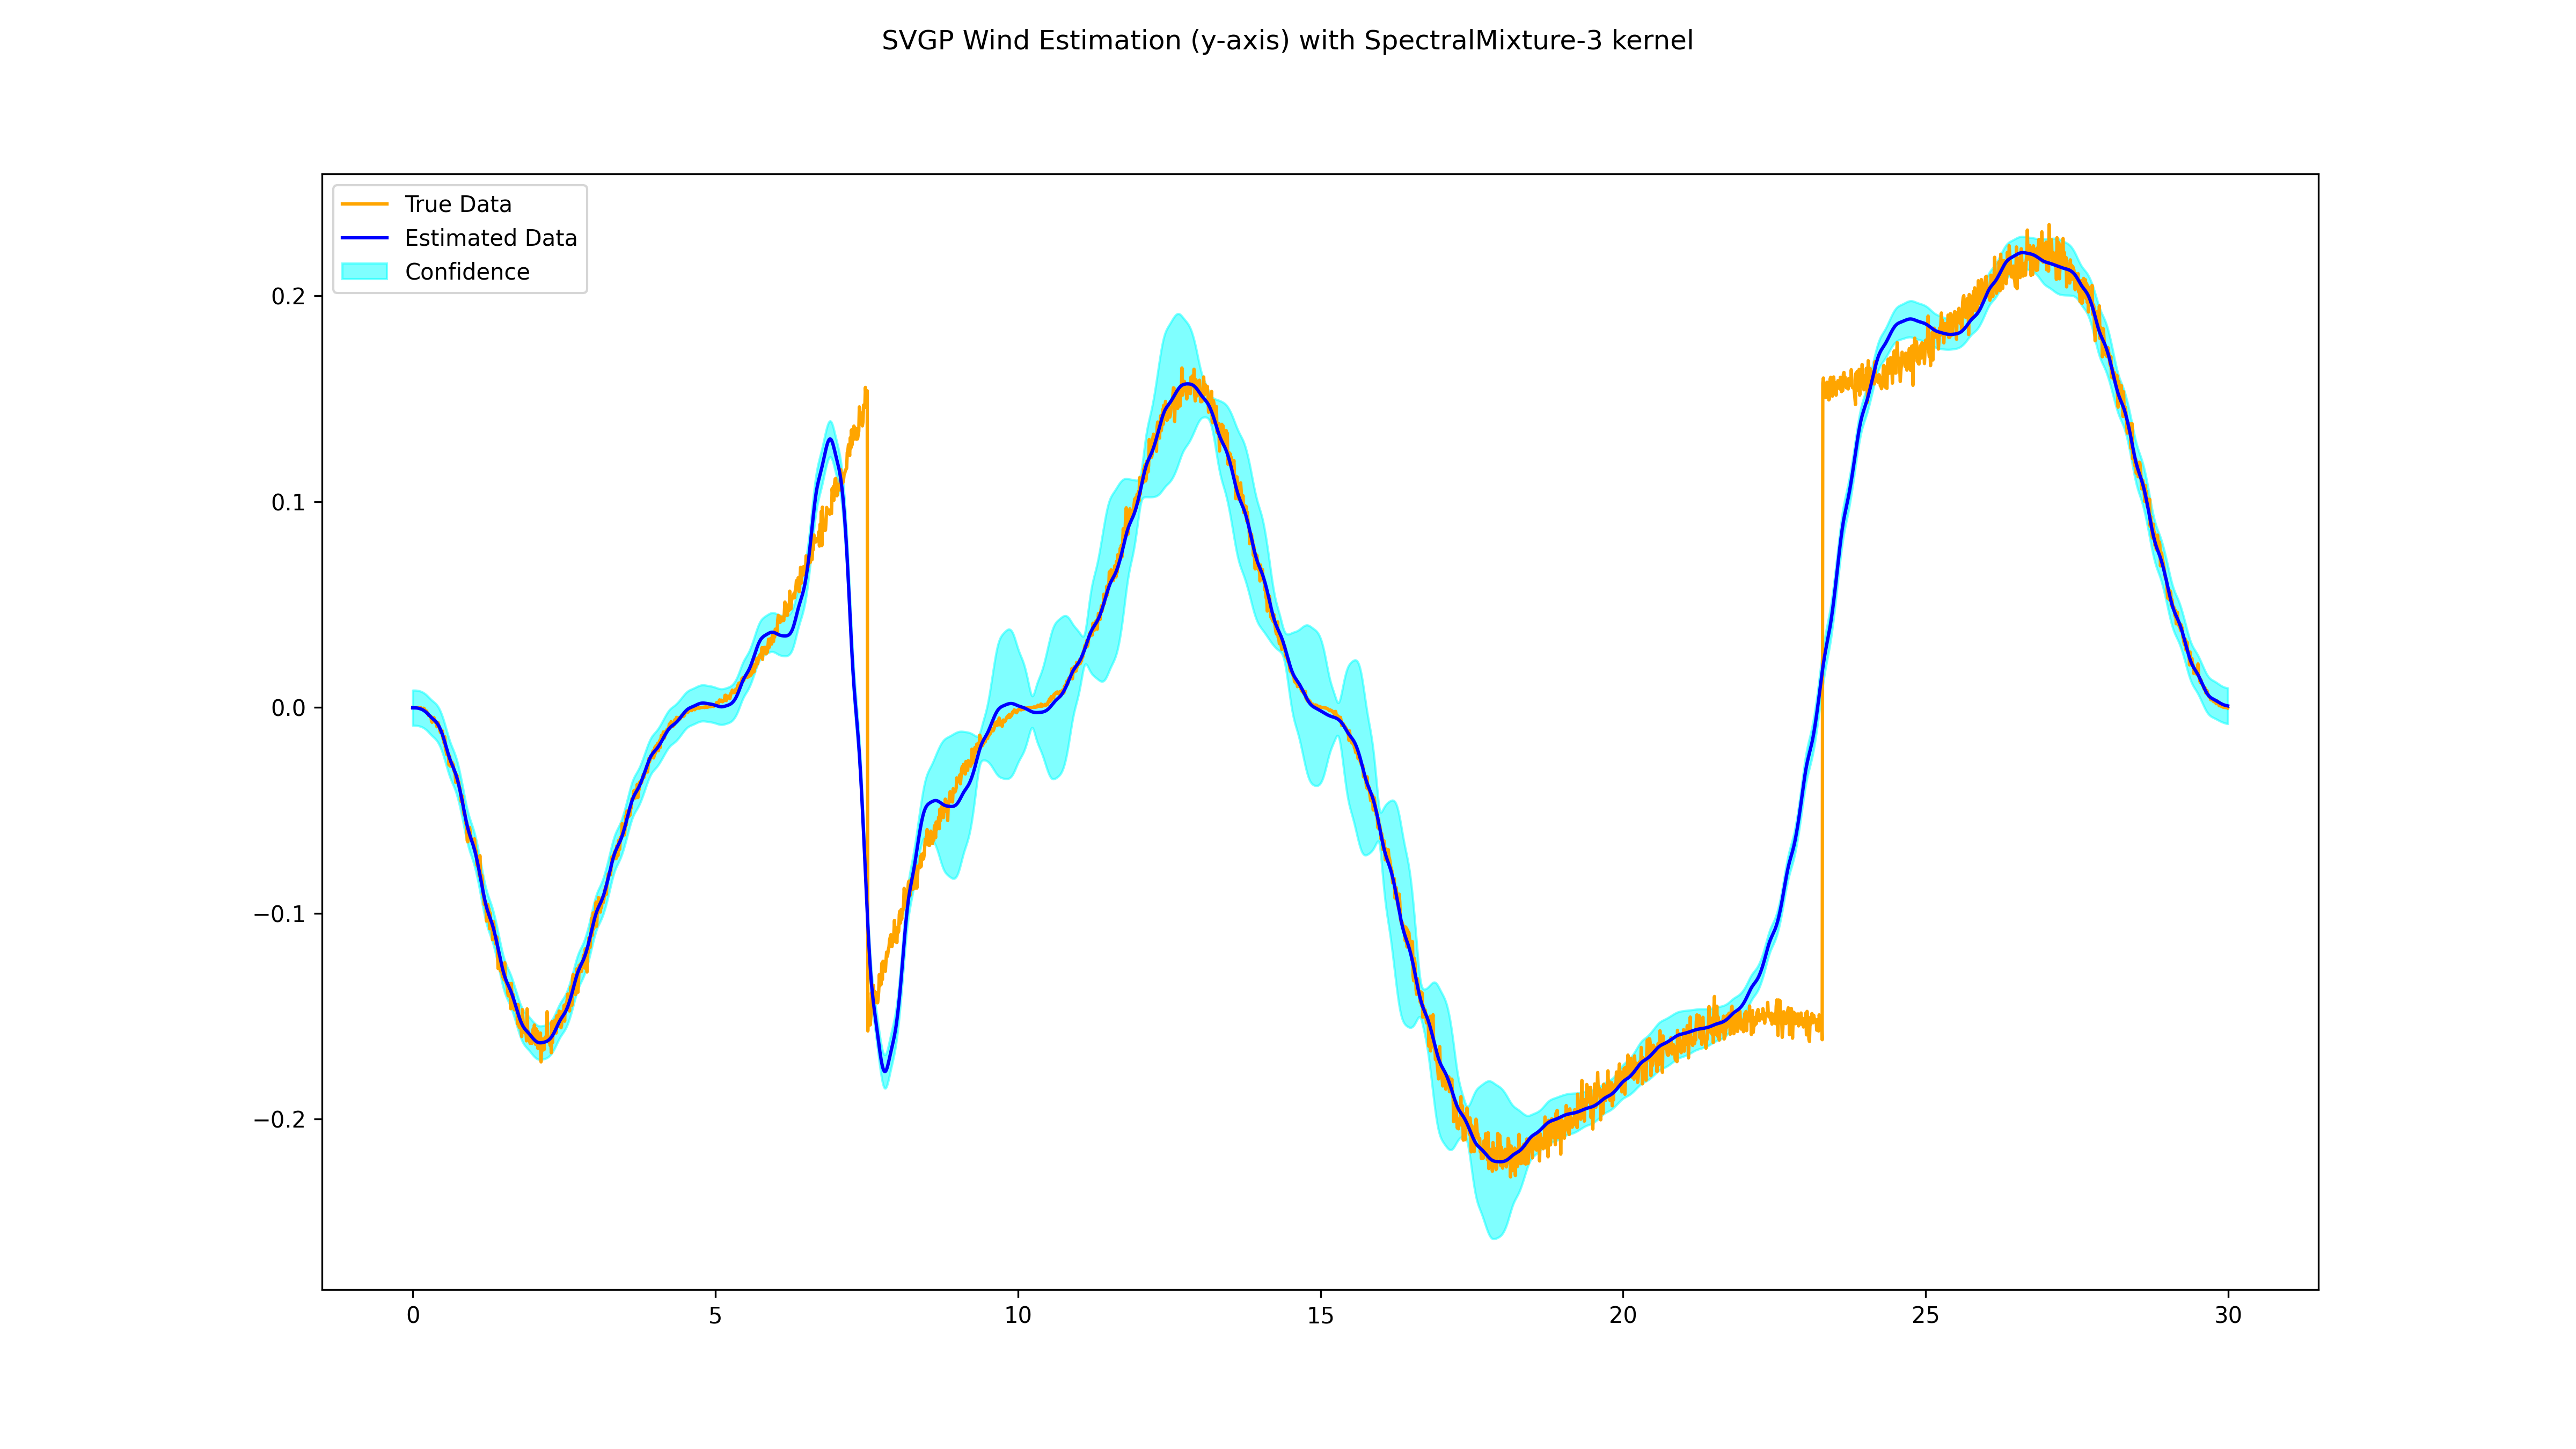 SVGP Wind Estimation (y-axis) with SpectralMixture-3 kernel
True Data
Estimated Data
Confidence
0.2
0.1
0.0
−0.1
−0.2
0 5 10 15 20 25 30